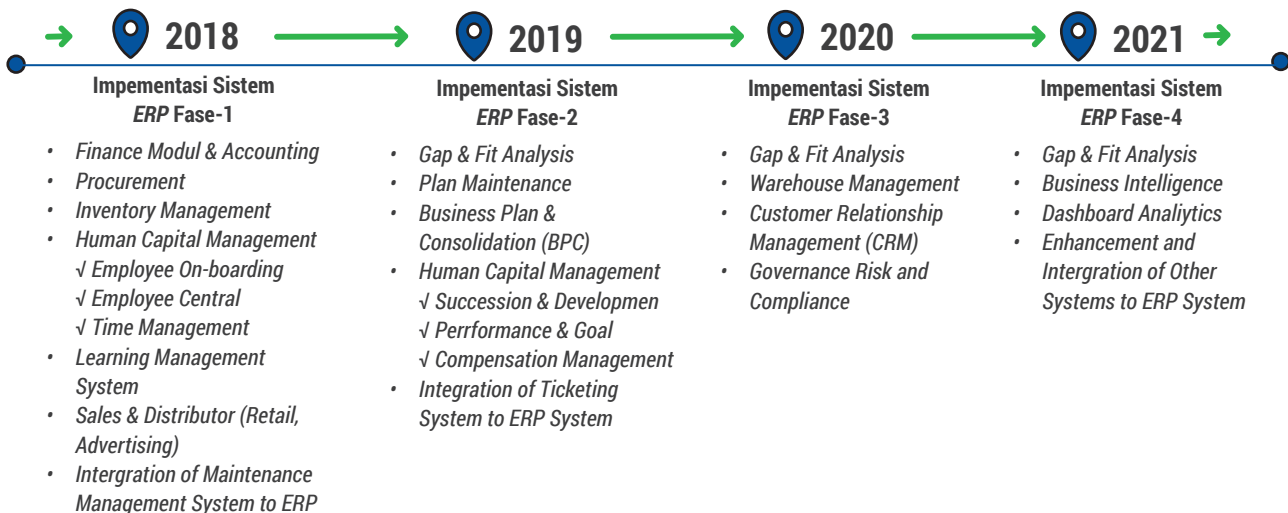 2018
Impementasi Sistem
ERP Fase-1
• Finance Modul & Accounting
• Procurement
• Inventory Management
• Human Capital Management
√ Employee On-boarding
√ Employee Central
√ Time Management
• Learning Management
System
• Sales & Distributor (Retail,
Advertising)
• Intergration of Maintenance
Management System to ERP
2019
Impementasi Sistem
ERP Fase-2
• Gap & Fit Analysis
• Plan Maintenance
• Business Plan &
Consolidation (BPC)
• Human Capital Management
√ Succession & Developmen
√ Perrformance & Goal
√ Compensation Management
• Integration of Ticketing
System to ERP System
2020
Impementasi Sistem
ERP Fase-3
• Gap & Fit Analysis
• Warehouse Management
• Customer Relationship
Management (CRM)
• Governance Risk and
Compliance
2021
Impementasi Sistem
ERP Fase-4
• Gap & Fit Analysis
• Business Intelligence
• Dashboard Analiytics
• Enhancement and
Intergration of Other
Systems to ERP System